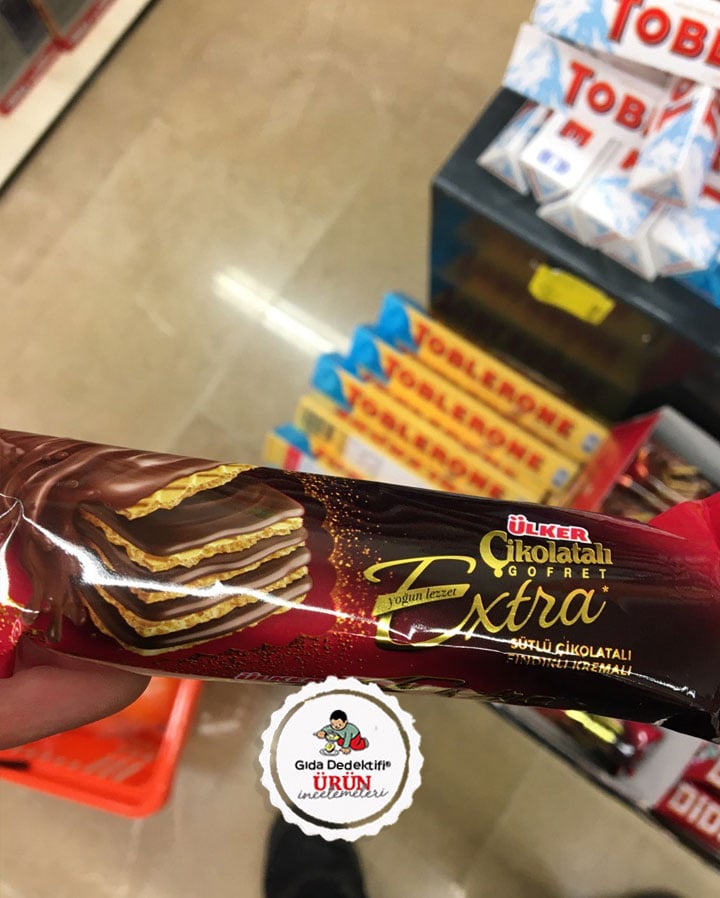 TOBL
TOB
TOBLERONE
TOBLERONE
TOBLERONE
ÜLKER
Çikolatalı
GOFRET
yoğun lezzet
Extra*
SÜTLÜ ÇİKOLATALI
FINDIKLI KREMALI
Gıda Dedektifi®
ÜRÜN
incelemeleri